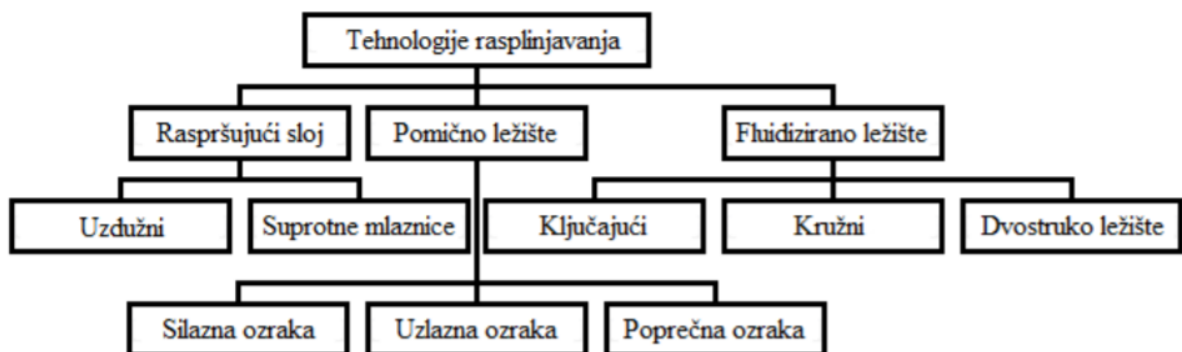 Tehnologije rasplinjavanja
Raspršujući sloj
Pomično ležište
Fluidizirano ležište
Uzdužni
Suprotne mlaznice
Ključajući
Kružni
Dvostruko ležište
Silazna ozraka
Uzlazna ozraka
Poprečna ozraka